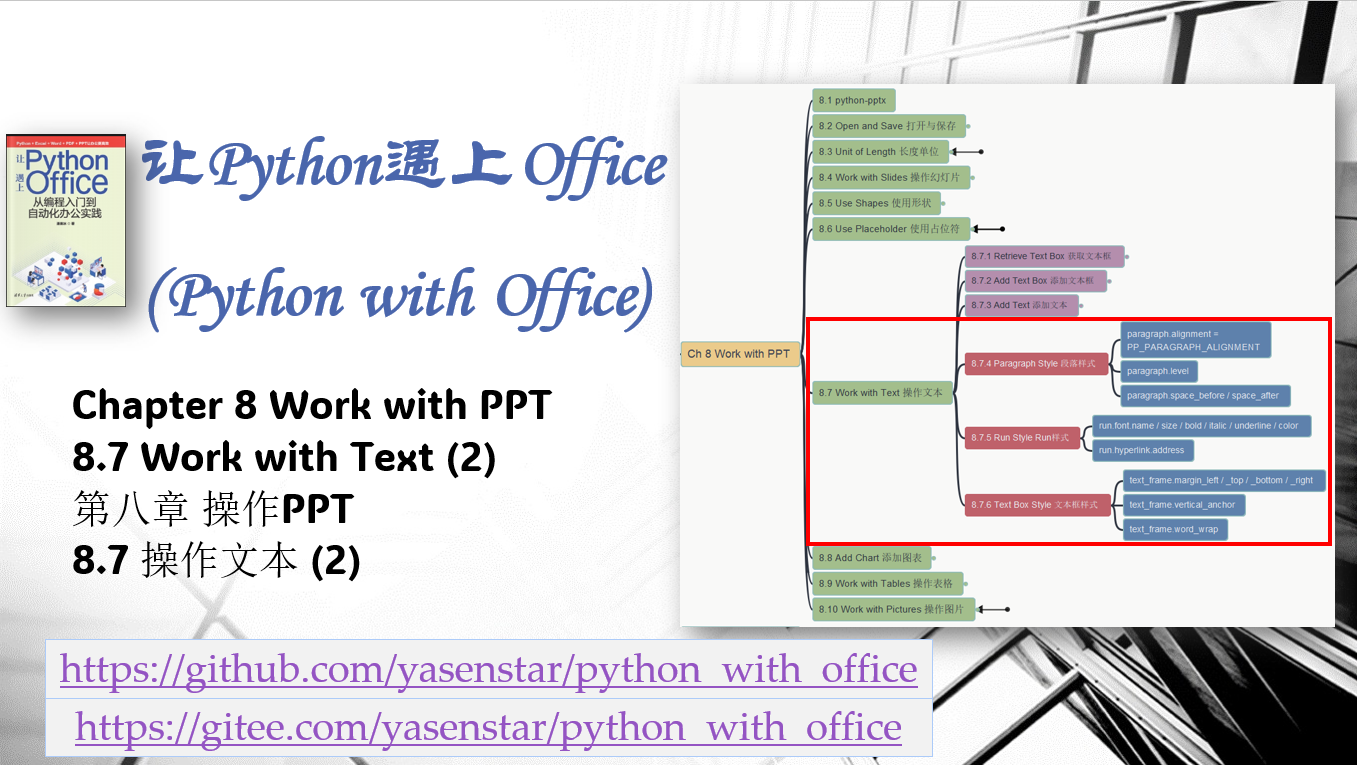 Python + Excel + Word + PDF + PPT
让
Python
遇上
Office
从编程入门到
自动化办公实践
让Python遇上Office
(Python with Office)
Chapter 8 Work with PPT
8.7 Work with Text (2)
第八章 操作PPT
8.7 操作文本 (2)
https://github.com/yasenstar/python_with_office
https://gitee.com/yasenstar/python_with_office
Ch 8 Work with PPT
8.1 python-pptx
8.2 Open and Save 打开与保存
8.3 Unit of Length 长度单位
8.4 Work with Slides 操作幻灯片
8.5 Use Shapes 使用形状
8.6 Use Placeholder 使用占位符
8.7 Work with Text 操作文本
8.7.1 Retrieve Text Box 获取文本框
8.7.2 Add Text Box 添加文本框
8.7.3 Add Text 添加文本
8.7.4 Paragraph Style 段落样式
paragraph.alignment =
PP_PARAGRAPH_ALIGNMENT
paragraph.level
paragraph.space_before / space_after
8.7.5 Run Style Run样式
run.font.name / size / bold / italic / underline / color
run.hyperlink.address
8.7.6 Text Box Style 文本框样式
text_frame.margin_left / _top / _bottom / _right
text_frame.vertical_anchor
text_frame.word_wrap
8.8 Add Chart 添加图表
8.9 Work with Tables 操作表格
8.10 Work with Pictures 操作图片